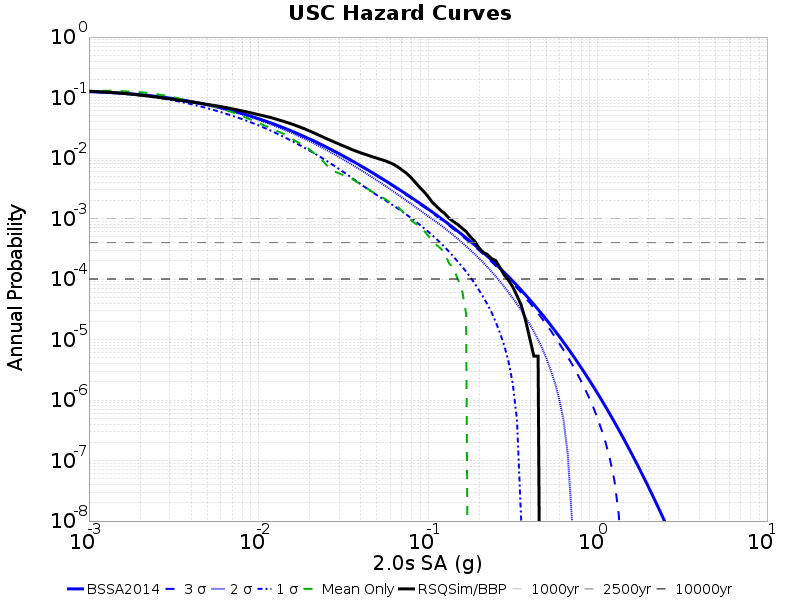 USC Hazard Curves
10^0
10^-1
10^-2
10^-3
10^-4
10^-5
10^-6
10^-7
10^-8
Annual Probability
10^-3 10^-2 10^-1 10^0 10^1
2.0s SA (g)
BSSA2014 3 σ 2 σ 1 σ Mean Only RSQSim/BBP 1000yr 2500yr 10000yr